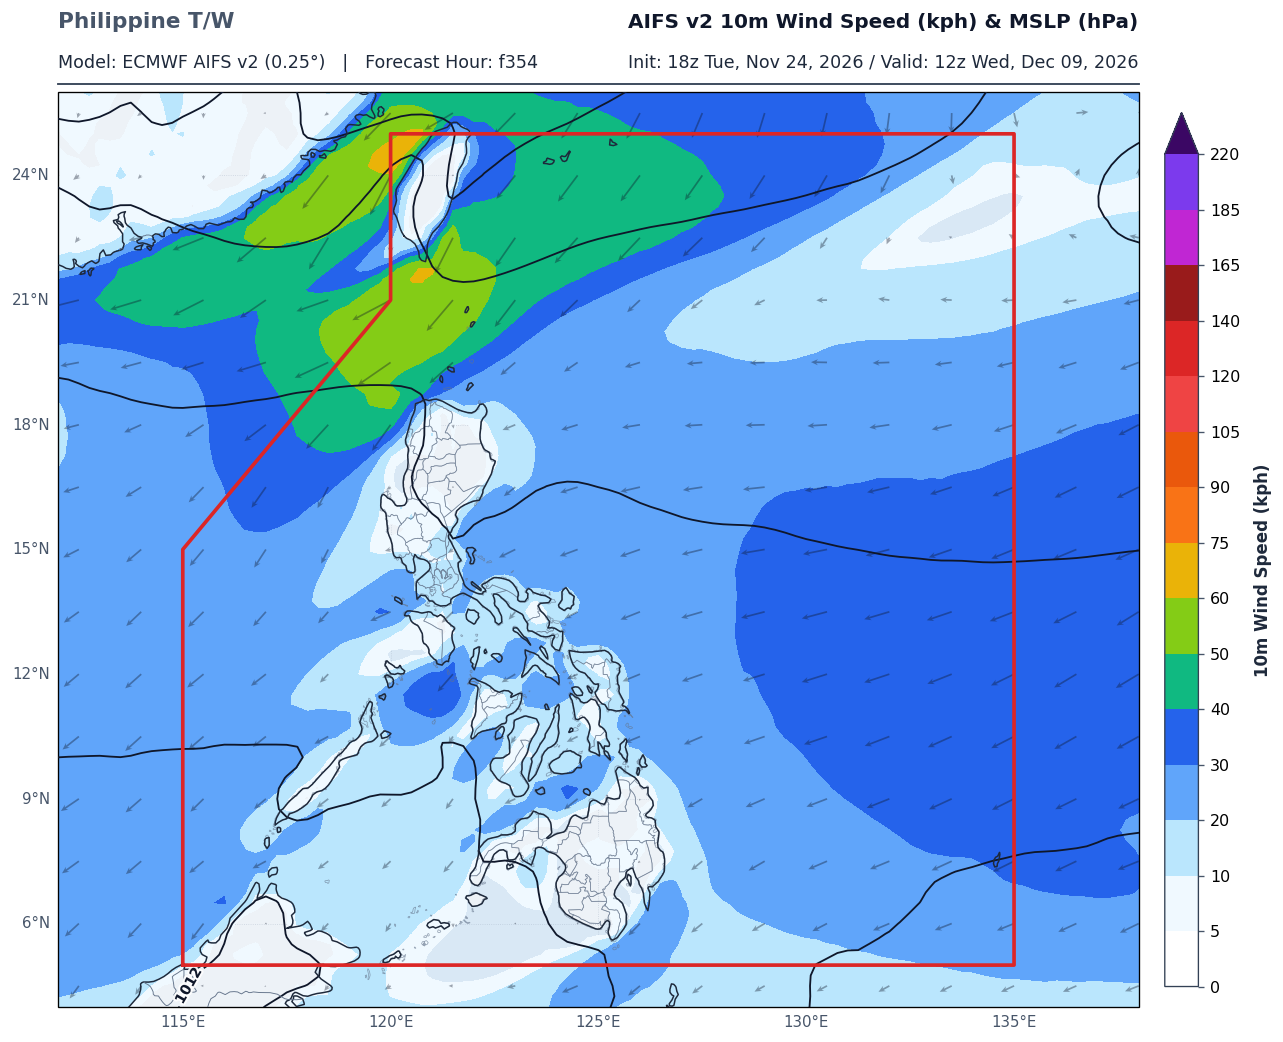 Philippine T/W
AIFS v2 10m Wind Speed (kph) & MSLP (hPa)
Model: ECMWF AIFS v2 (0.25°) | Forecast Hour: f354
Init: 18z Tue, Nov 24, 2026 / Valid: 12z Wed, Dec 09, 2026
24°N
21°N
18°N
15°N
12°N
9°N
6°N
115°E
120°E
125°E
130°E
135°E
1012
220
185
165
140
120
105
90
75
60
50
40
30
20
10
5
0
10m Wind Speed (kph)